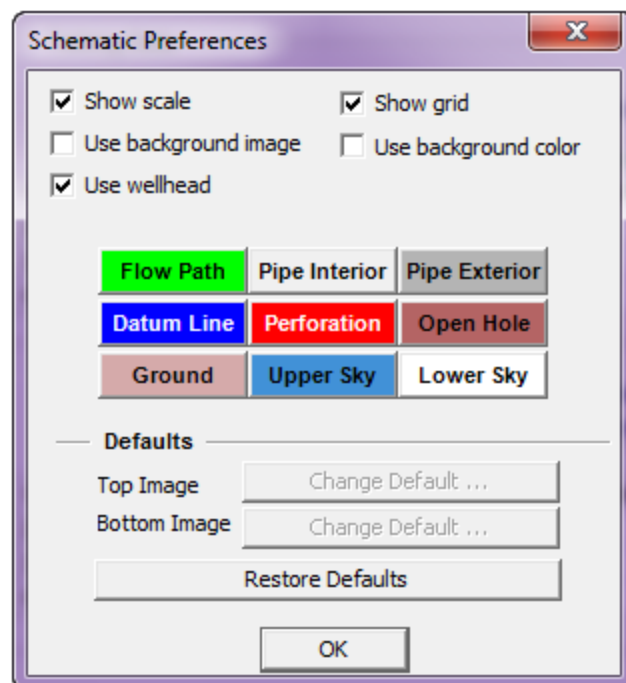 Schematic Preferences
Show scale Show grid
Use background image Use background color
Use wellhead
Flow Path Pipe Interior Pipe Exterior
Datum Line Perforation Open Hole
Ground Upper Sky Lower Sky
Defaults
Top Image Change Default ...
Bottom Image Change Default ...
Restore Defaults
OK